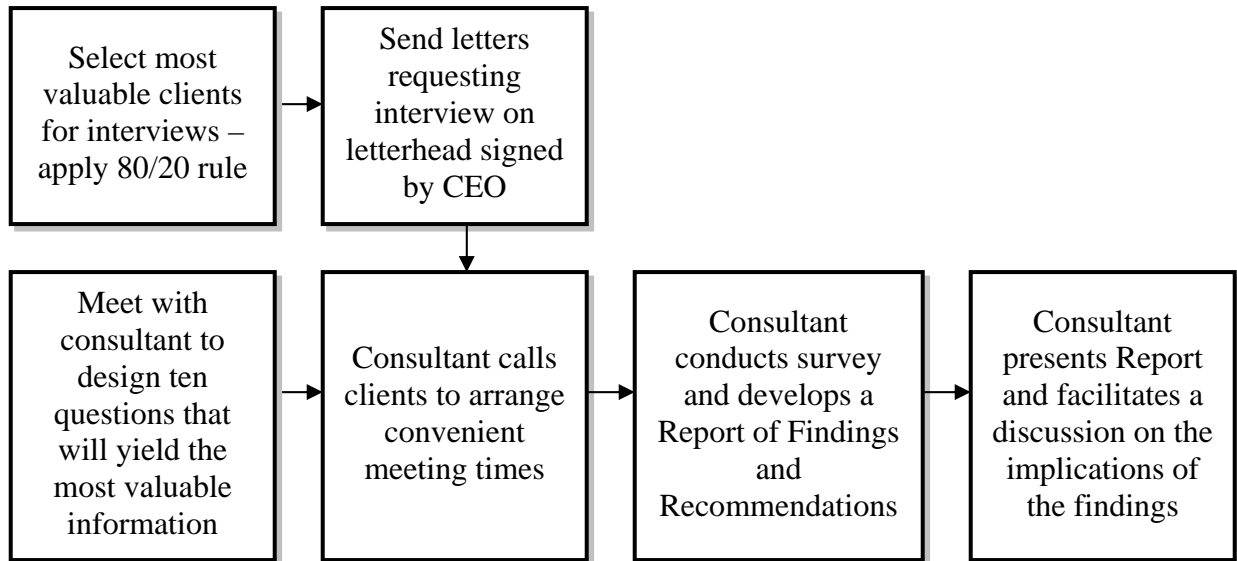 Select most
valuable clients
for interviews –
apply 80/20 rule
Send letters
requesting
interview on
letterhead signed
by CEO
Meet with
consultant to
design ten
questions that
will yield the
most valuable
information
Consultant calls
clients to arrange
convenient
meeting times
Consultant
conducts survey
and develops a
Report of Findings
and
Recommendations
Consultant
presents Report
and facilitates a
discussion on the
implications of
the findings